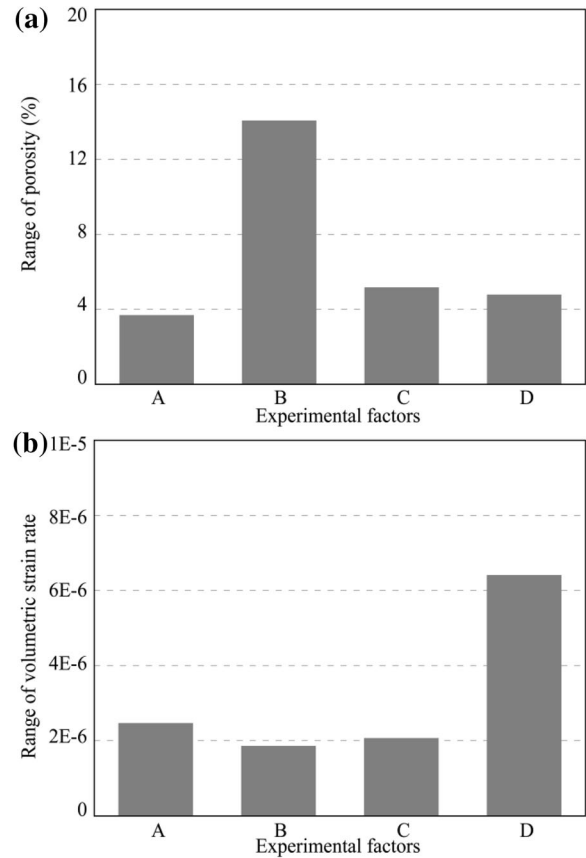 (a)
Range of porosity (%)
20
16
12
8
4
0
A B C D
Experimental factors
(b)
Range of volumetric strain rate
1E-5
8E-6
6E-6
4E-6
2E-6
0
A B C D
Experimental factors